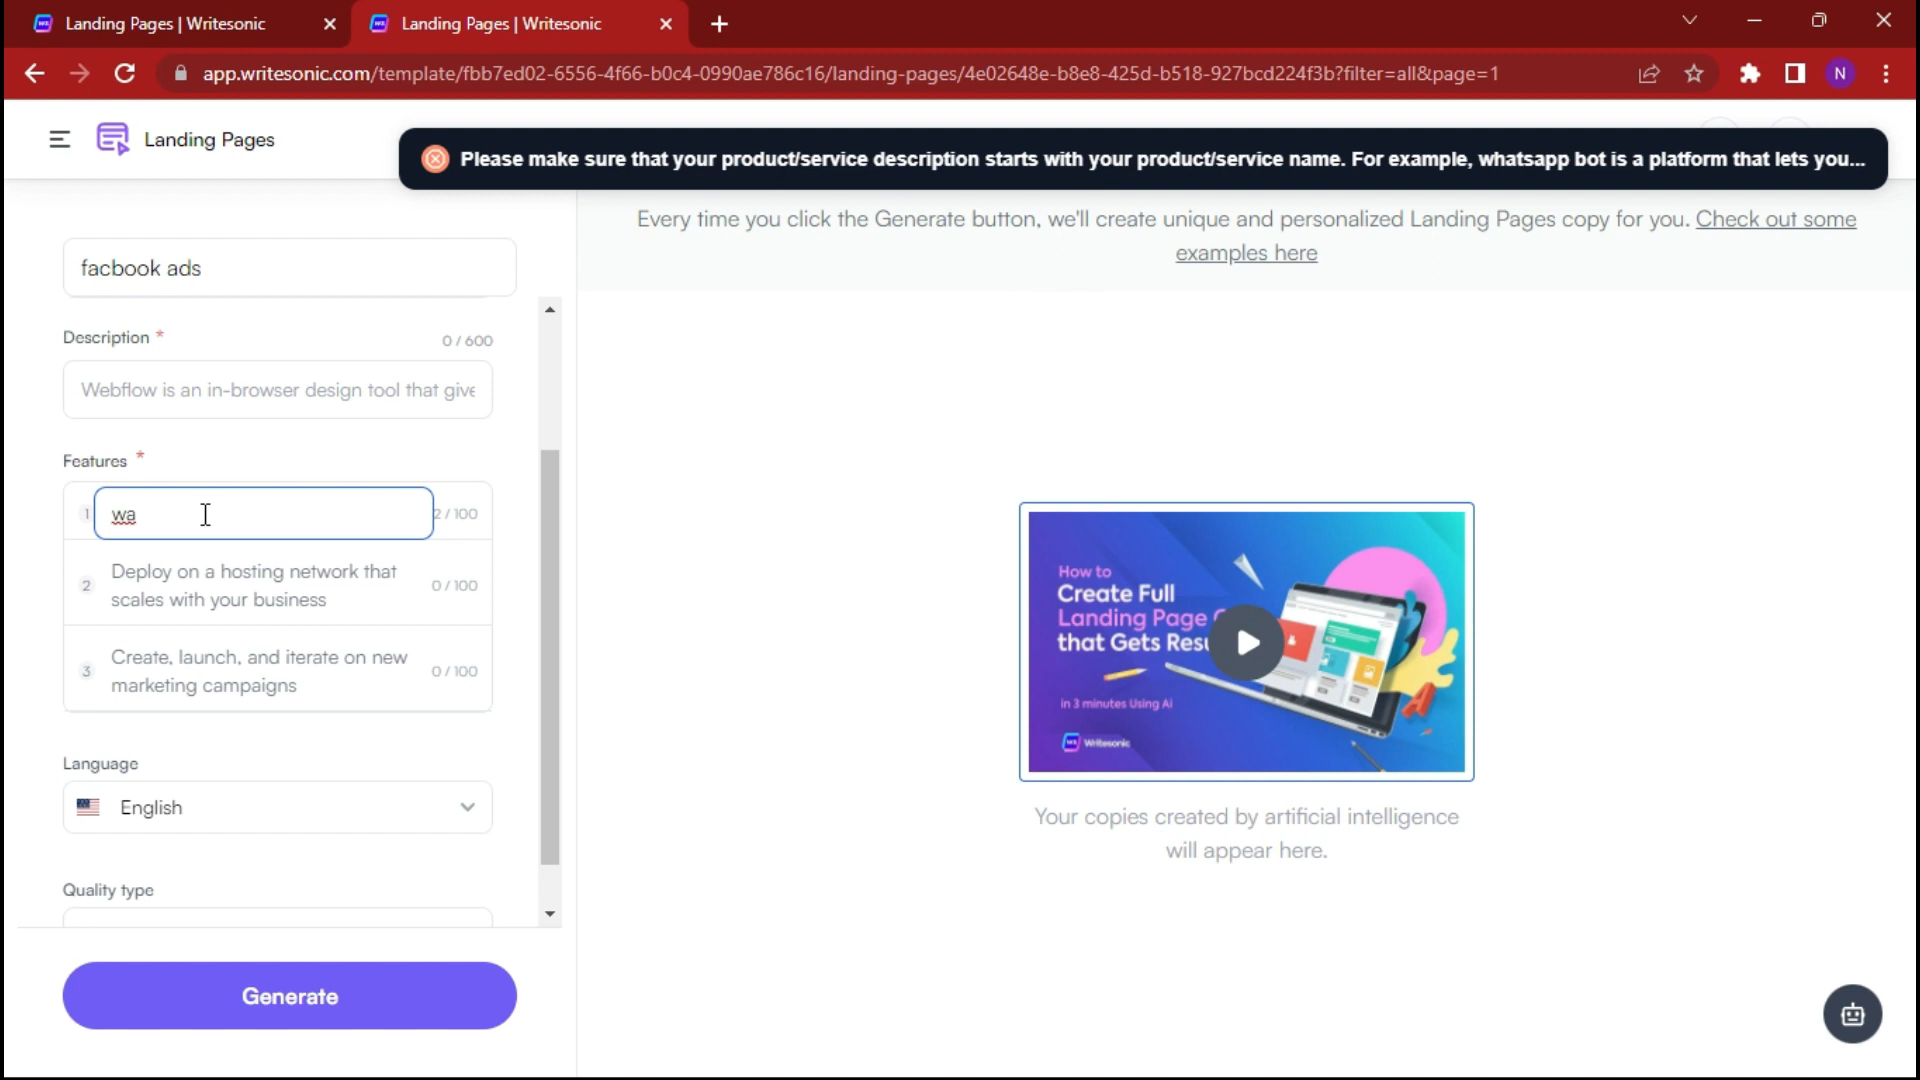 Landing Pages | Writesonic
Landing Pages | Writesonic
app.writesonic.com/template/fbb7ed02-6556-4f66-b0c4-0990ae786c16/landing-pages/4e02648e-b8e8-425d-b518-927bcd224f3b?filter=all&page=1
N
Landing Pages
Please make sure that your product/service description starts with your product/service name. For example, whatsapp bot is a platform that lets you...
Every time you click the Generate button, we'll create unique and personalized Landing Pages copy for you. Check out some
examples here
facbook ads
Description *
0 / 600
Webflow is an in-browser design tool that give
Features *
1 wa 2 / 100
2 Deploy on a hosting network that
scales with your business
0 / 100
3 Create, launch, and iterate on new
marketing campaigns
0 / 100
Language
English
Quality type
Generate
How to
Create Full
Landing Page
that Gets
in 3 minutes Using Ai
Writesonic
Your copies created by artificial intelligence
will appear here.